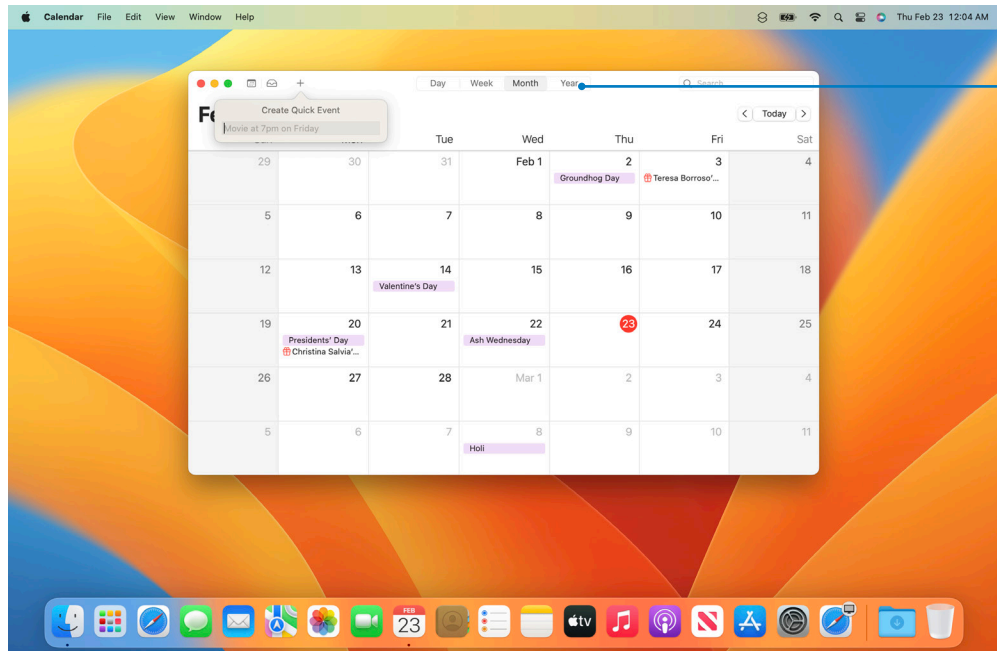 Calendar File Edit View Window Help
Thu Feb 23 12:04 AM
Day Week Month Year
Search
Create Quick Event
Movie at 7pm on Friday
Today
Tue Wed Thu Fri Sat
29 30 31 Feb 1 2 3 4
Groundhog Day Teresa Borroso'...
5 6 7 8 9 10 11
12 13 14 15 16 17 18
Valentine's Day
19 20 21 22 23 24 25
Presidents' Day Ash Wednesday
Christina Salvia'...
26 27 28 Mar 1 2 3 4
5 6 7 8 9 10 11
Holi
FEB
23
tv